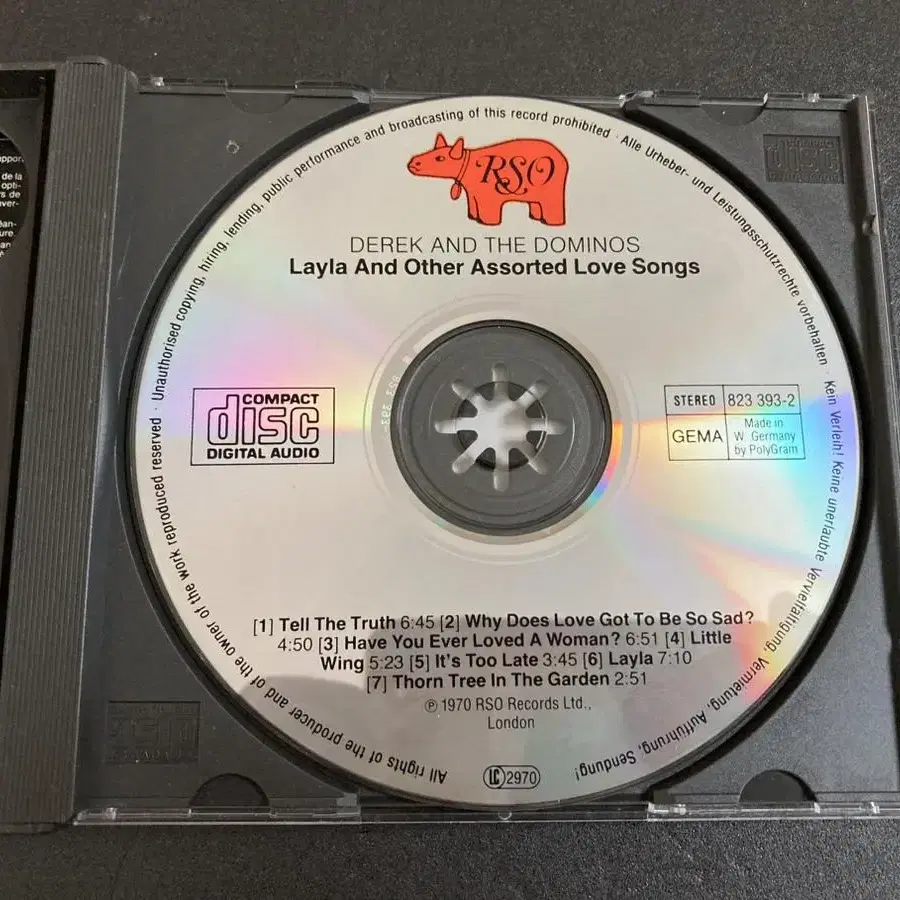 Unauthorised copying, hiring, lending, public performance and broadcasting of this record prohibited · Alle Urheber- und Leistungsschutzrechte vorbehalten · Kein Verleih! Keine unerlaubte Vervielfältigung, Vermietung, Aufführung, Sendung!
RSO
DEREK AND THE DOMINOS
Layla And Other Assorted Love Songs
COMPACT
disc
DIGITAL AUDIO
STEREO 823 393-2
GEMA
Made in
W. Germany
by PolyGram
[1] Tell The Truth 6:45 [2] Why Does Love Got To Be So Sad?
4:50 [3] Have You Ever Loved A Woman? 6:51 [4] Little
Wing 5:23 [5] It's Too Late 3:45 [6] Layla 7:10
[7] Thorn Tree In The Garden 2:51
℗ 1970 RSO Records Ltd.,
London
LC 2970
All rights of the producer and of the owner of the work reproduced reserved ·
disc
de la
opti-
rs de